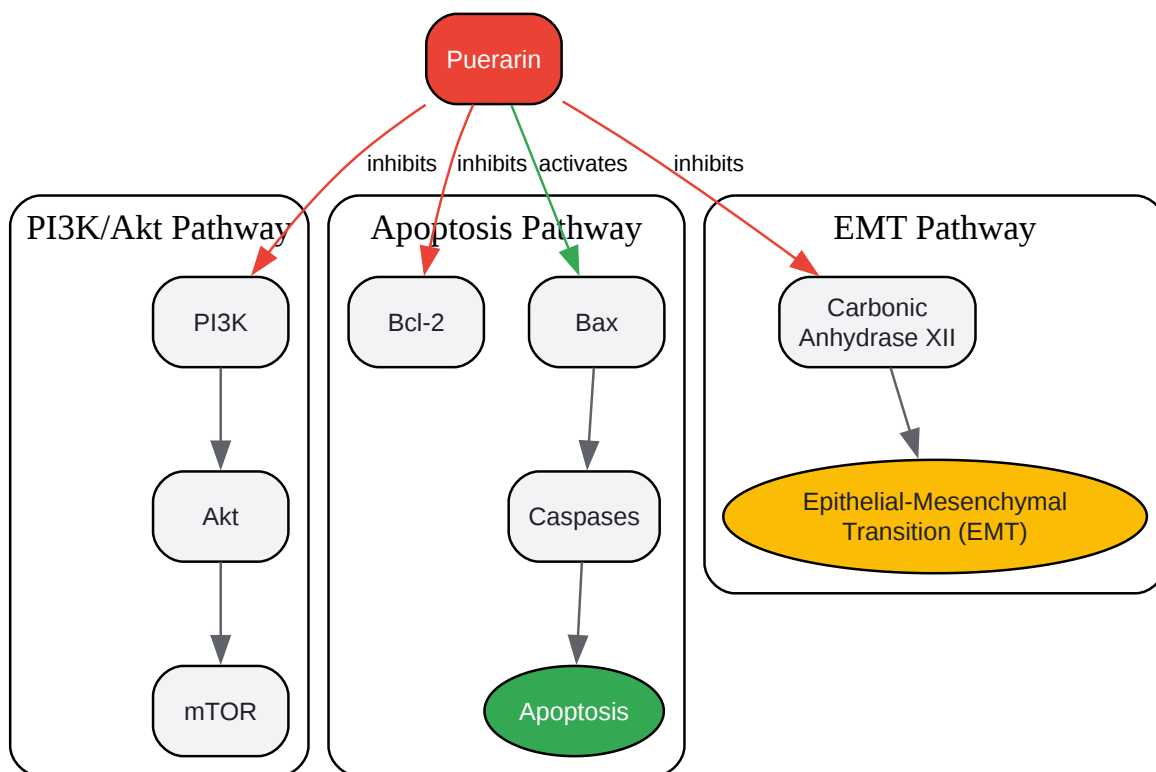 Puerarin
inhibits
inhibits
activates
inhibits
PI3K/Akt Pathway
Apoptosis Pathway
EMT Pathway
PI3K
Bcl-2
Bax
Carbonic
Anhydrase XII
Akt
Caspases
Epithelial-Mesenchymal
Transition (EMT)
mTOR
Apoptosis